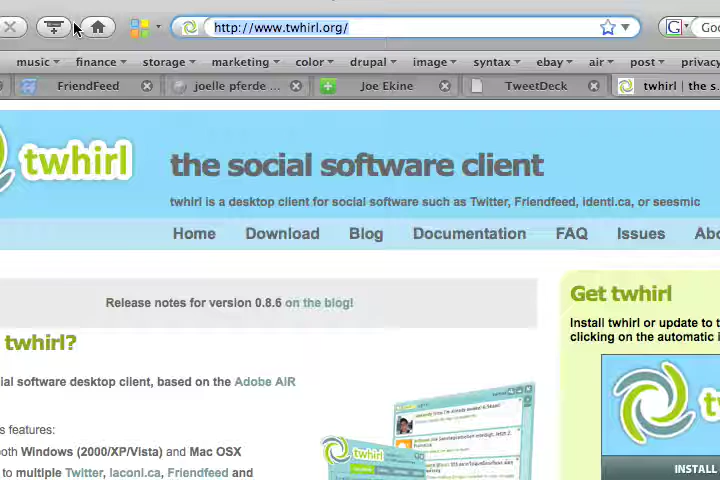 http://www.twhirl.org/
Goo
music finance storage marketing color drupal image syntax ebay air post privacy
FriendFeed joelle pferde ... Joe Ekine TweetDeck twhirl | the s.
twhirl the social software client
twhirl is a desktop client for social software such as Twitter, Friendfeed, identi.ca, or seesmic
Home Download Blog Documentation FAQ Issues Abo
Release notes for version 0.8.6 on the blog!
Get twhirl
Install twhirl or update to t
clicking on the automatic i
twhirl?
ial software desktop client, based on the Adobe AIR
s features:
both Windows (2000/XP/Vista) and Mac OSX
to multiple Twitter, laconi.ca, Friendfeed and
twhirl
tw
INSTALL